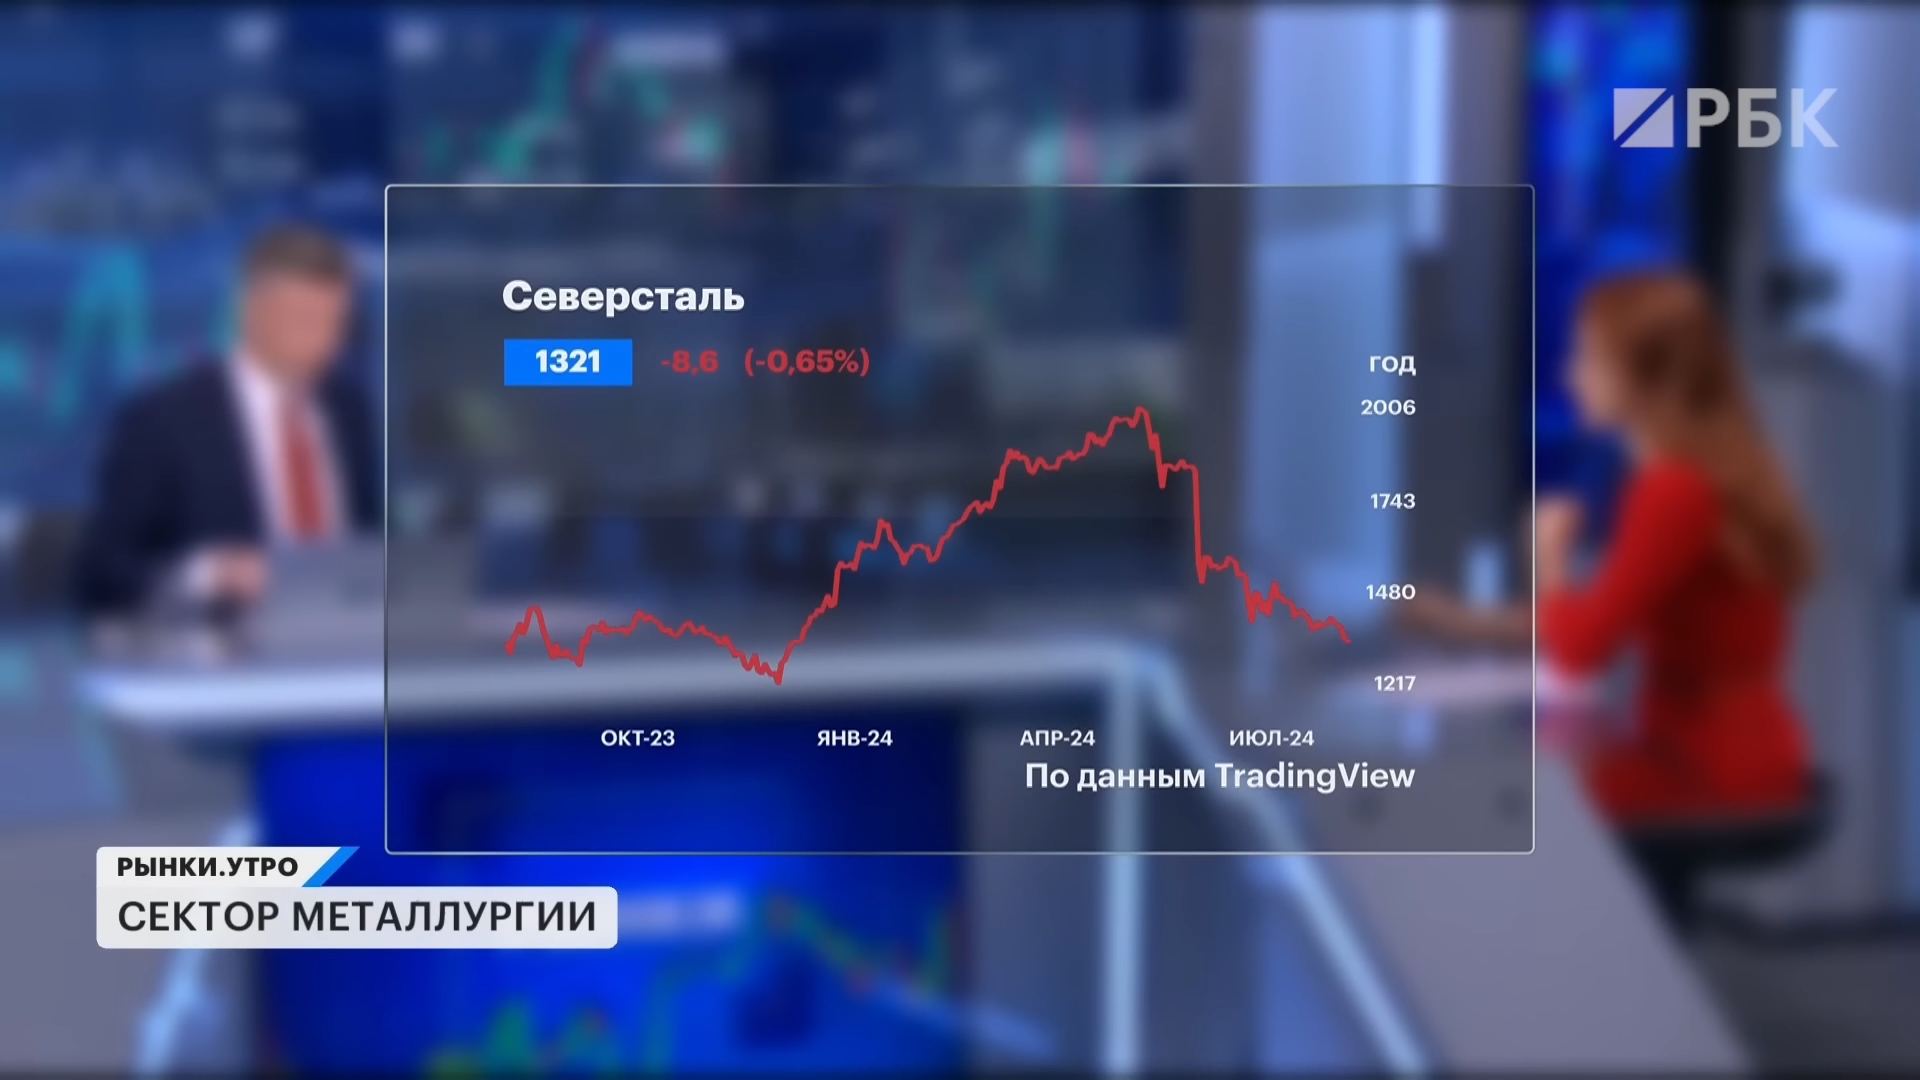 РБК
Северсталь
1321 -8,6 (-0,65%)
ГОД
2006
1743
1480
1217
ОКТ-23 ЯНВ-24 АПР-24 ИЮЛ-24
По данным TradingView
РЫНКИ.УТРО
СЕКТОР МЕТАЛЛУРГИИ